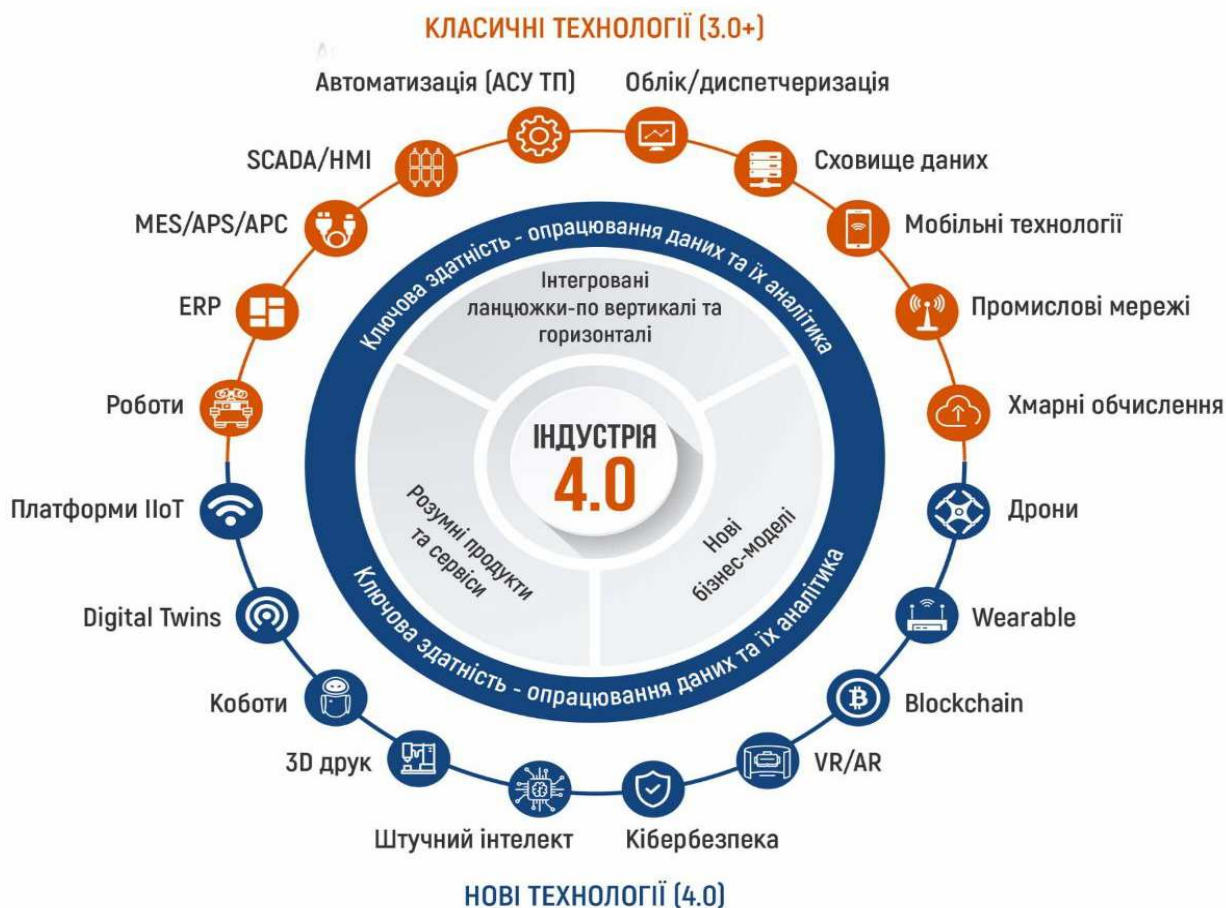 КЛАСИЧНІ ТЕХНОЛОГІЇ (3.0+)
Автоматизація (АСУ ТП)
Облік/диспетчеризація
SCADA/HMI
Сховище даних
MES/APS/APC
Мобільні технології
ERP
Промислові мережі
Роботи
Хмарні обчислення
Ключова здатність - опрацювання даних та їх аналітика
Інтегровані
ланцюжки-по вертикалі та
горизонталі
ІНДУСТРІЯ
4.0
Розумні продукти
та сервіси
Нові
бізнес-моделі
Ключова здатність - опрацювання даних та їх аналітика
Платформи IIoT
Дрони
Digital Twins
Wearable
Коботи
Blockchain
3D друк
VR/AR
Штучний інтелект
Кібербезпека
НОВІ ТЕХНОЛОГІЇ (4.0)